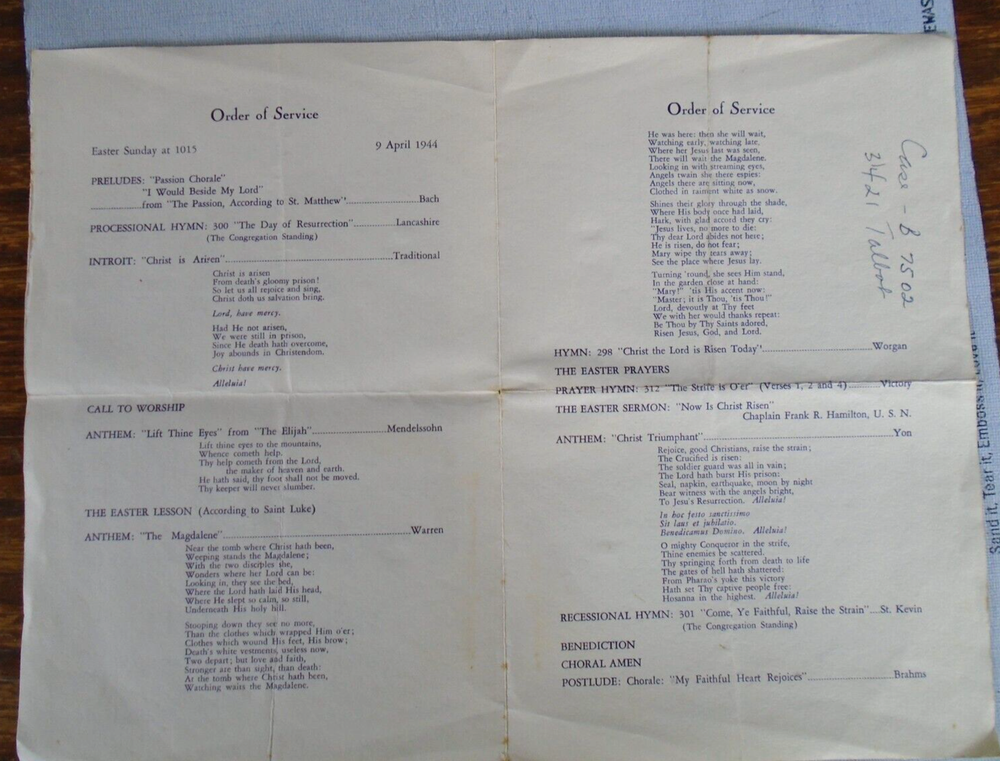 Order of Service
Easter Sunday at 1015 9 April 1944
PRELUDES: "Passion Chorale"
"I Would Beside My Lord"
from "The Passion, According to St. Matthew" Bach
PROCESSIONAL HYMN: 300 "The Day of Resurrection" Lancashire
(The Congregation Standing)
INTROIT: "Christ is Atiren" Traditional
Christ is arisen
From death's gloomy prison!
So let us all rejoice and sing,
Christ doth us salvation bring.
Lord, have mercy.
Had He not arisen,
We were still in prison,
Since He death hath overcome,
Joy abounds in Christendom.
Christ have mercy.
Alleluia!
CALL TO WORSHIP
ANTHEM: "Lift Thine Eyes" from "The Elijah" Mendelssohn
Lift thine eyes to the mountains,
Whence cometh help.
Thy help cometh from the Lord,
the maker of heaven and earth.
He hath said, thy foot shall not be moved.
Thy keeper will never slumber.
THE EASTER LESSON (According to Saint Luke)
ANTHEM: "The Magdalene" Warren
Near the tomb where Christ hath been,
Weeping stands the Magdalene;
With the two disciples she,
Wonders where her Lord can be:
Looking in, they see the bed,
Where the Lord hath laid His head,
Where He slept so calm, so still,
Underneath His holy hill.
Stooping down they see no more,
Than the clothes which wrapped Him o'er;
Clothes which wound His feet, His brow;
Death's white vestments, useless now,
Two depart; but love and faith,
Stronger are than sight, than death:
At the tomb where Christ hath been,
Watching waits the Magdalene.
Order of Service
He was here: then she will wait,
Watching early, watching late,
Where her Jesus last was seen,
There will wait the Magdalene.
Looking in with streaming eyes,
Angels twain she there espies:
Angels there are sitting now,
Clothed in raiment white as snow.
Shines their glory through the shade,
Where His body once had laid,
Hark, with glad accord they cry:
"Jesus lives, no more to die:
Thy dear Lord abides not here;
He is risen, do not fear;
Mary wipe thy tears away;
See the place where Jesus lay.
Turning 'round, she sees Him stand,
In the garden close at hand:
"Mary!" 'tis His accent now:
"Master; it is Thou, 'tis Thou!"
Lord, devoutly at Thy feet
We with her would thanks repeat:
Be Thou by Thy Saints adored,
Risen Jesus, God, and Lord.
HYMN: 298 "Christ the Lord is Risen Today" Worgan
THE EASTER PRAYERS
PRAYER HYMN: 312 "The Strife is O'er" (Verses 1, 2 and 4) Victory
THE EASTER SERMON: "Now Is Christ Risen"
Chaplain Frank R. Hamilton, U. S. N.
ANTHEM: "Christ Triumphant" Yon
Rejoice, good Christians, raise the strain;
The Crucified is risen:
The soldier guard was all in vain;
The Lord hath burst His prison:
Seal, napkin, earthquake, moon by night
Bear witness with the angels bright,
To Jesu's Resurrection. Alleluia!
In hoc festo sanctissimo
Sit laus et jubilatio.
Benedicamus Domino. Alleluia!
O mighty Conqueror in the strife,
Thine enemies be scattered.
Thy springing forth from death to life
The gates of hell hath shattered:
From Pharao's yoke this victory
Hath set Thy captive people free:
Hosanna in the highest. Alleluia!
RECESSIONAL HYMN: 301 "Come, Ye Faithful, Raise the Strain" St. Kevin
(The Congregation Standing)
BENEDICTION
CHORAL AMEN
POSTLUDE: Chorale: "My Faithful Heart Rejoices" Brahms
Case - B 7502
31421 Talbot
Sand it, Tear it, Emboss it, Love it